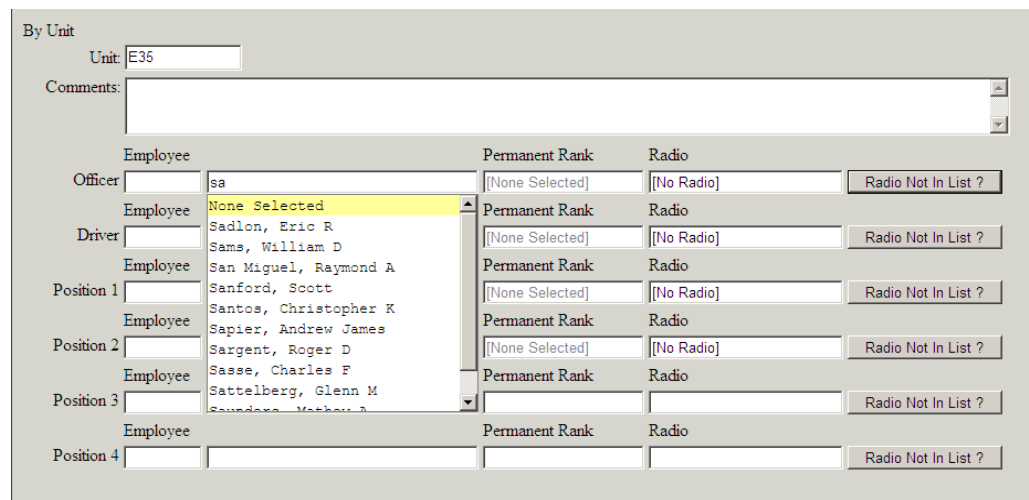 By Unit
Unit: E35
Comments:
Employee Permanent Rank Radio
Officer sa [None Selected] [No Radio] Radio Not In List ?
None Selected
Employee Permanent Rank Radio
Sadlon, Eric R
Driver [None Selected] [No Radio] Radio Not In List ?
Sams, William D
Employee San Miguel, Raymond A Permanent Rank Radio
Position 1 Sanford, Scott [None Selected] [No Radio] Radio Not In List ?
Santos, Christopher K
Employee Permanent Rank Radio
Sapier, Andrew James
Position 2 Sargent, Roger D [None Selected] [No Radio] Radio Not In List ?
Sasse, Charles F
Employee Permanent Rank Radio
Sattelberg, Glenn M
Position 3 Radio Not In List ?
Saunders, Mathew A
Employee Permanent Rank Radio
Position 4 Radio Not In List ?